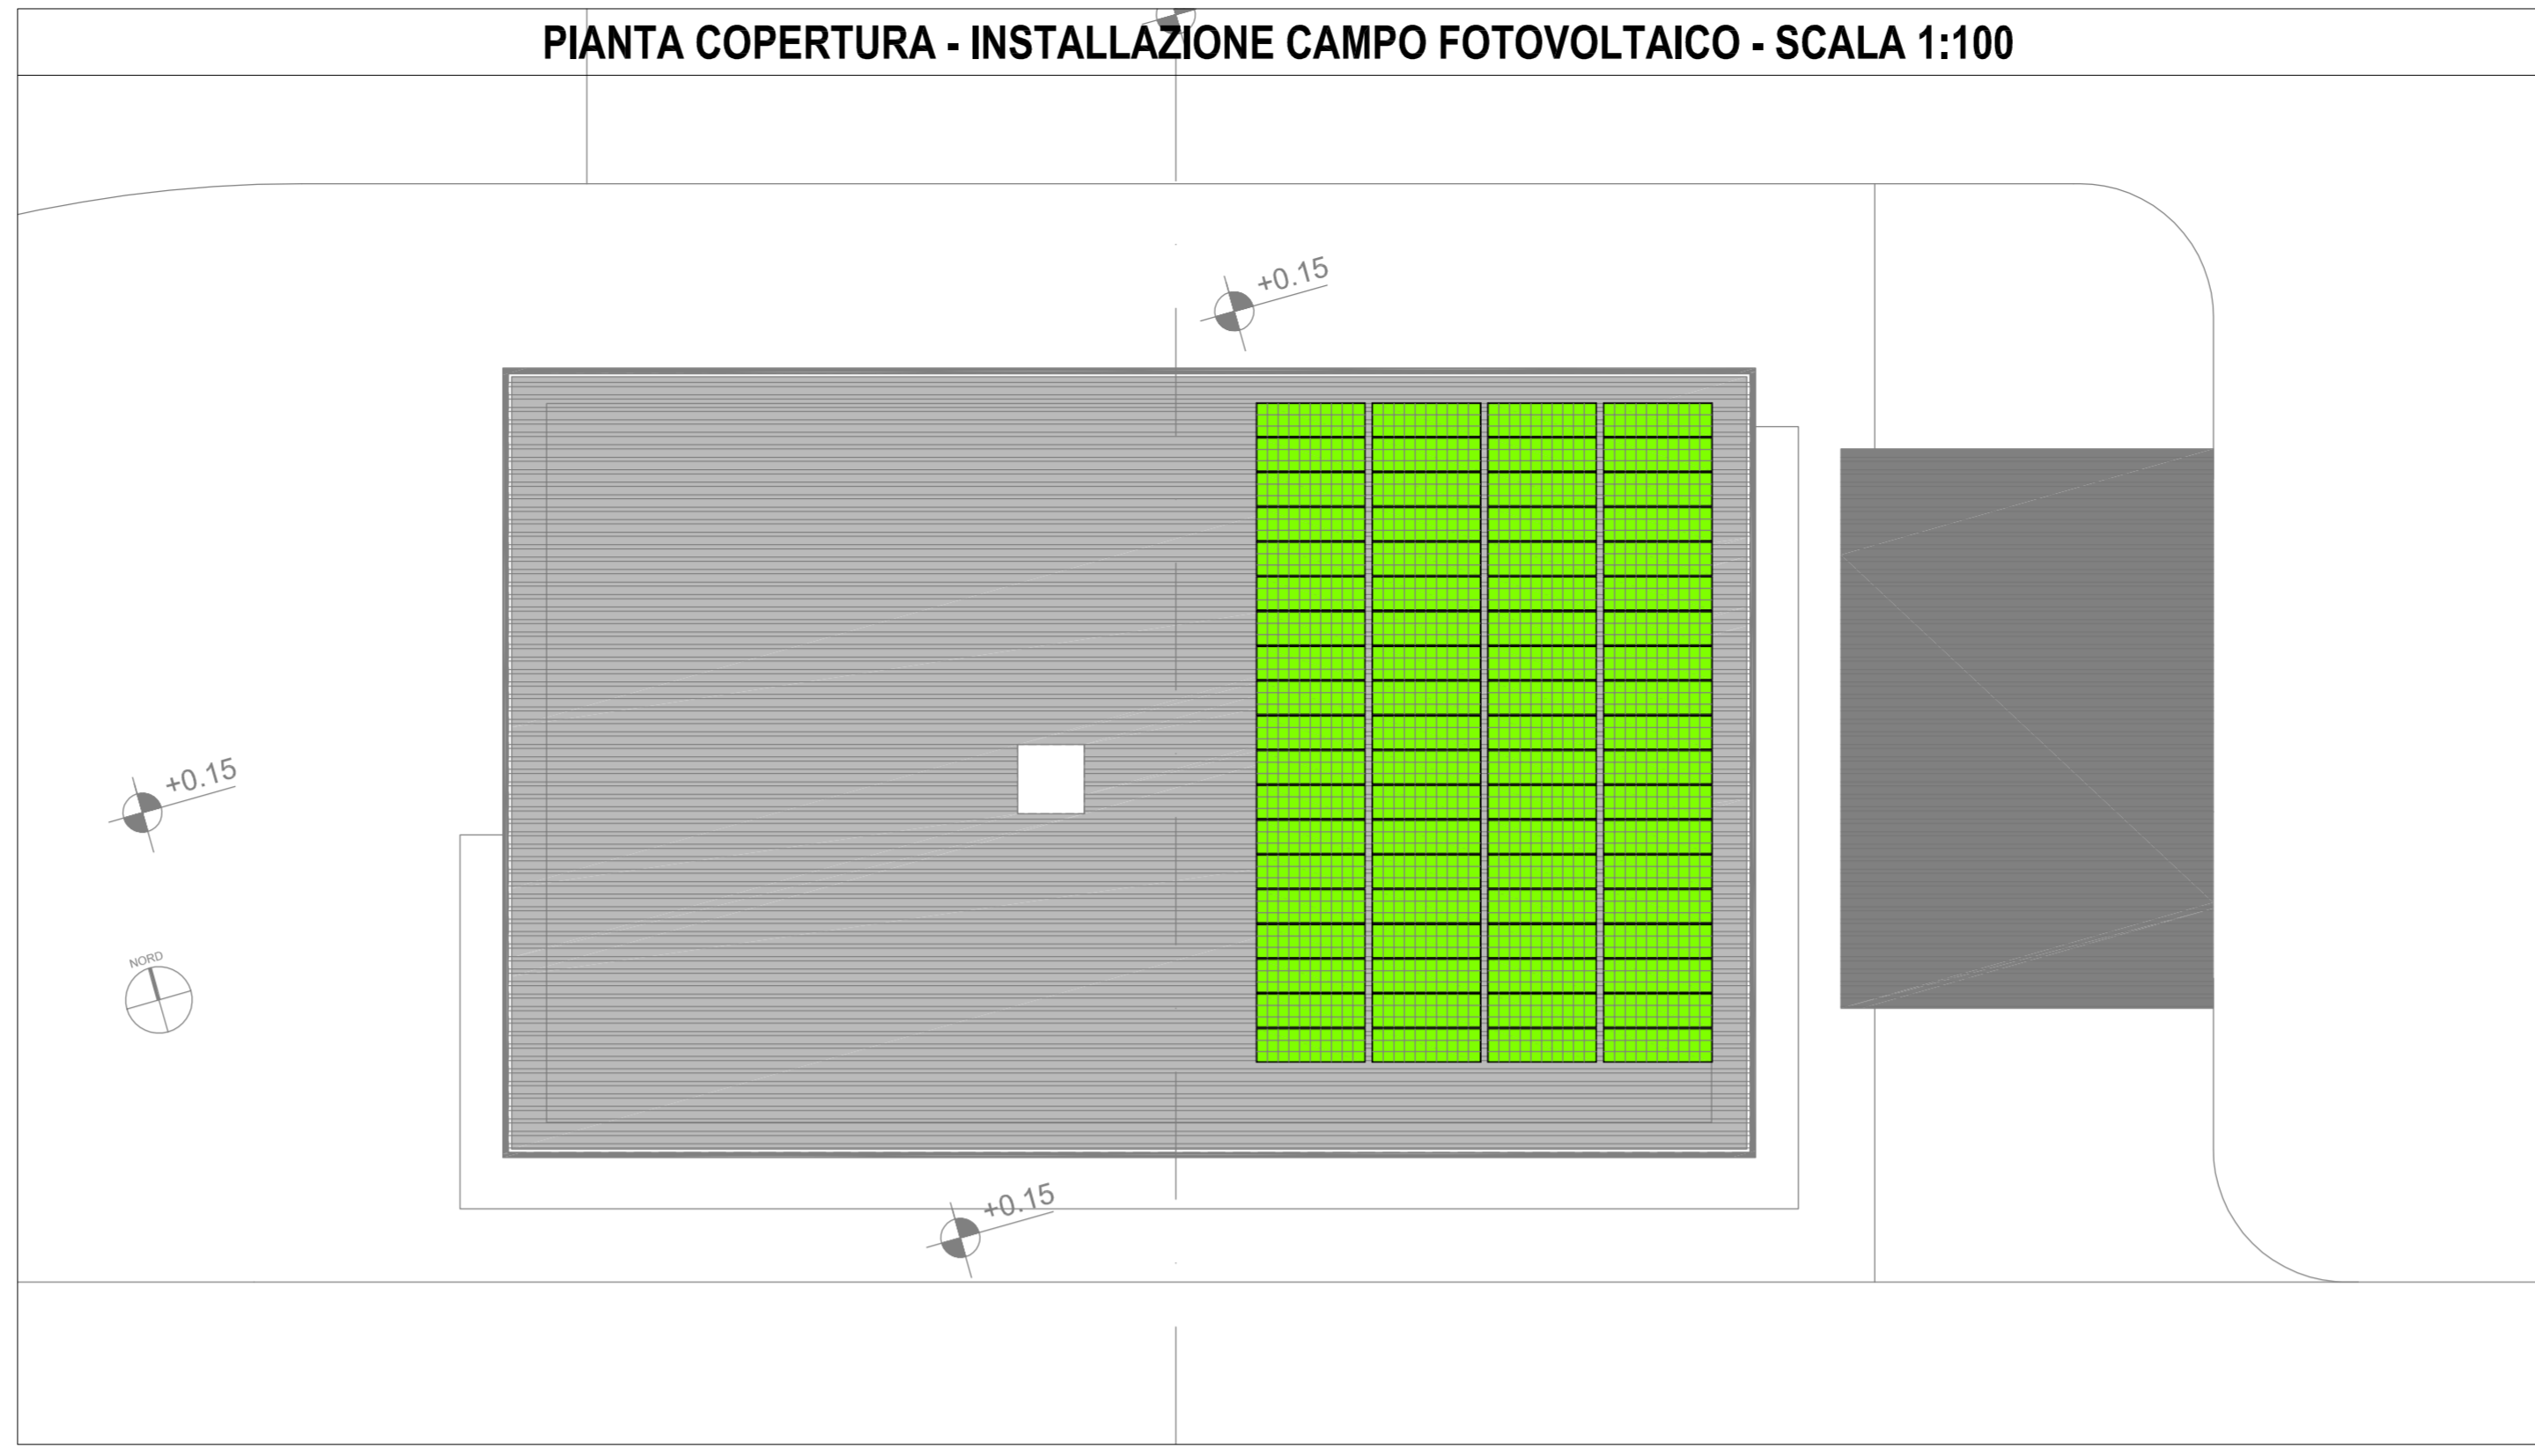 PIANTA COPERTURA - INSTALLAZIONE CAMPO FOTOVOLTAICO - SCALA 1:100
+0.15
+0.15
NORD
+0.15